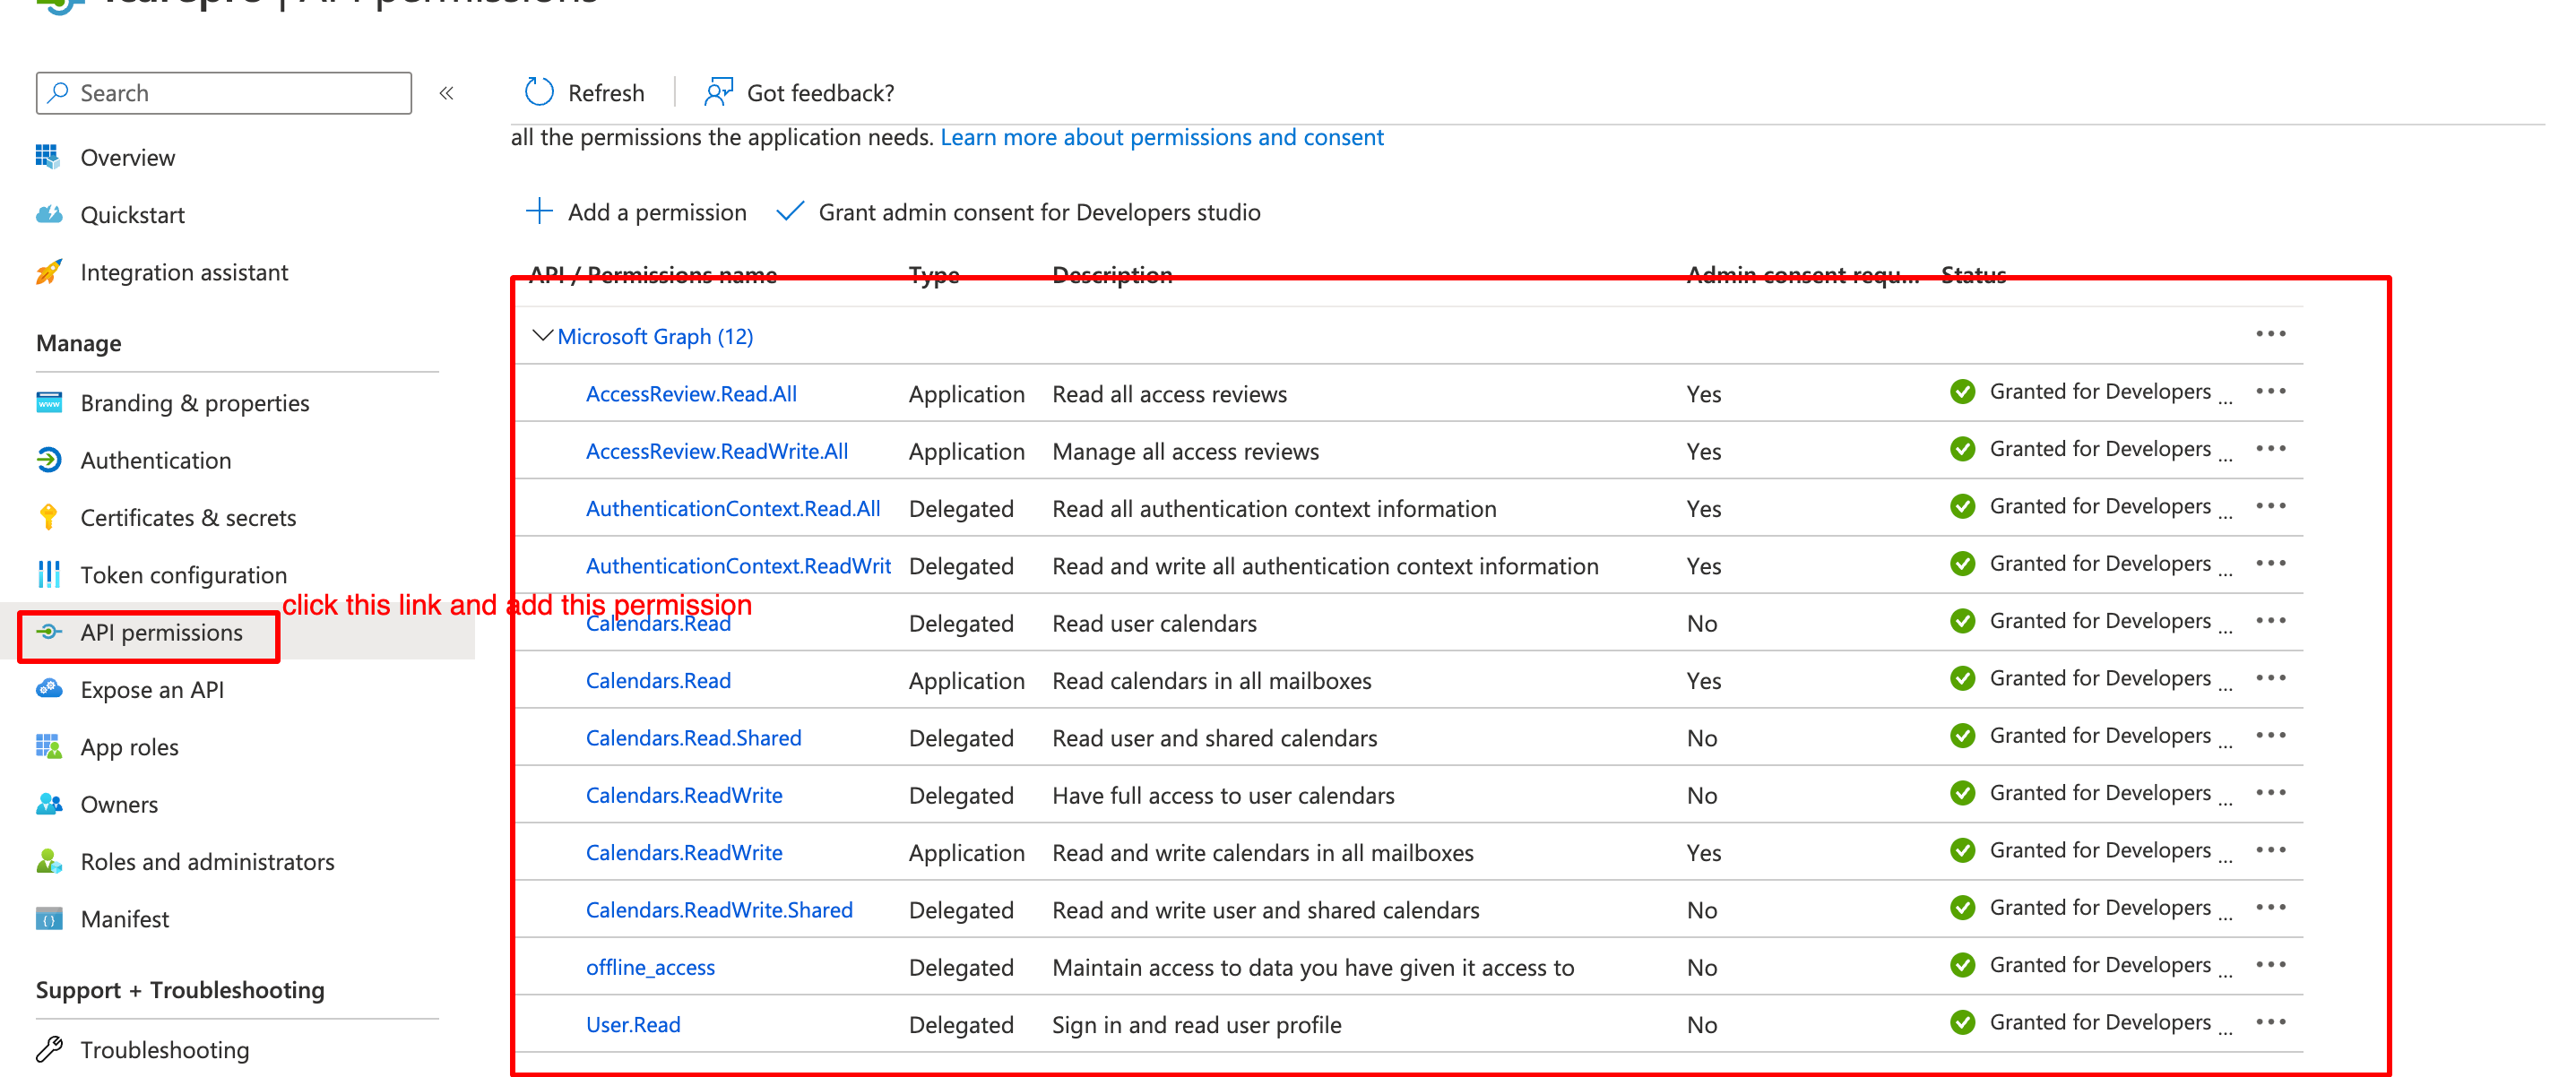 | API permissions
Search
«
Refresh
Got feedback?
all the permissions the application needs. Learn more about permissions and consent
Overview
Quickstart
Integration assistant
Add a permission
Grant admin consent for Developers studio
API / Permissions name Type Description Admin consent requ... Status
Microsoft Graph (12)
AccessReview.Read.All Application Read all access reviews Yes Granted for Developers ...
AccessReview.ReadWrite.All Application Manage all access reviews Yes Granted for Developers ...
AuthenticationContext.Read.All Delegated Read all authentication context information Yes Granted for Developers ...
AuthenticationContext.ReadWrit Delegated Read and write all authentication context information Yes Granted for Developers ...
Calendars.Read Delegated Read user calendars No Granted for Developers ...
Calendars.Read Application Read calendars in all mailboxes Yes Granted for Developers ...
Calendars.Read.Shared Delegated Read user and shared calendars No Granted for Developers ...
Calendars.ReadWrite Delegated Have full access to user calendars No Granted for Developers ...
Calendars.ReadWrite Application Read and write calendars in all mailboxes Yes Granted for Developers ...
Calendars.ReadWrite.Shared Delegated Read and write user and shared calendars No Granted for Developers ...
offline_access Delegated Maintain access to data you have given it access to No Granted for Developers ...
User.Read Delegated Sign in and read user profile No Granted for Developers ...
Manage
Branding & properties
Authentication
Certificates & secrets
Token configuration
click this link and add this permission
API permissions
Expose an API
App roles
Owners
Roles and administrators
Manifest
Support + Troubleshooting
Troubleshooting